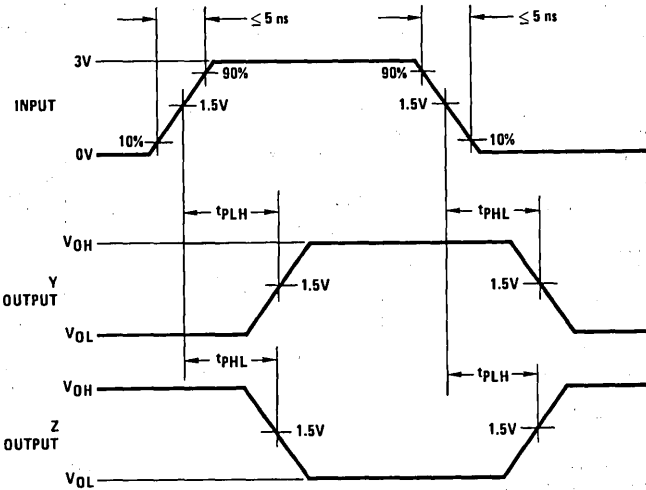 ≤ 5 ns ≤ 5 ns
3V
90% 90%
INPUT 1.5V 1.5V
10% 10%
0V
tPLH tPHL
VOH
Y
OUTPUT 1.5V 1.5V
VOL
tPHL tPLH
VOH
Z
OUTPUT 1.5V 1.5V
VOL